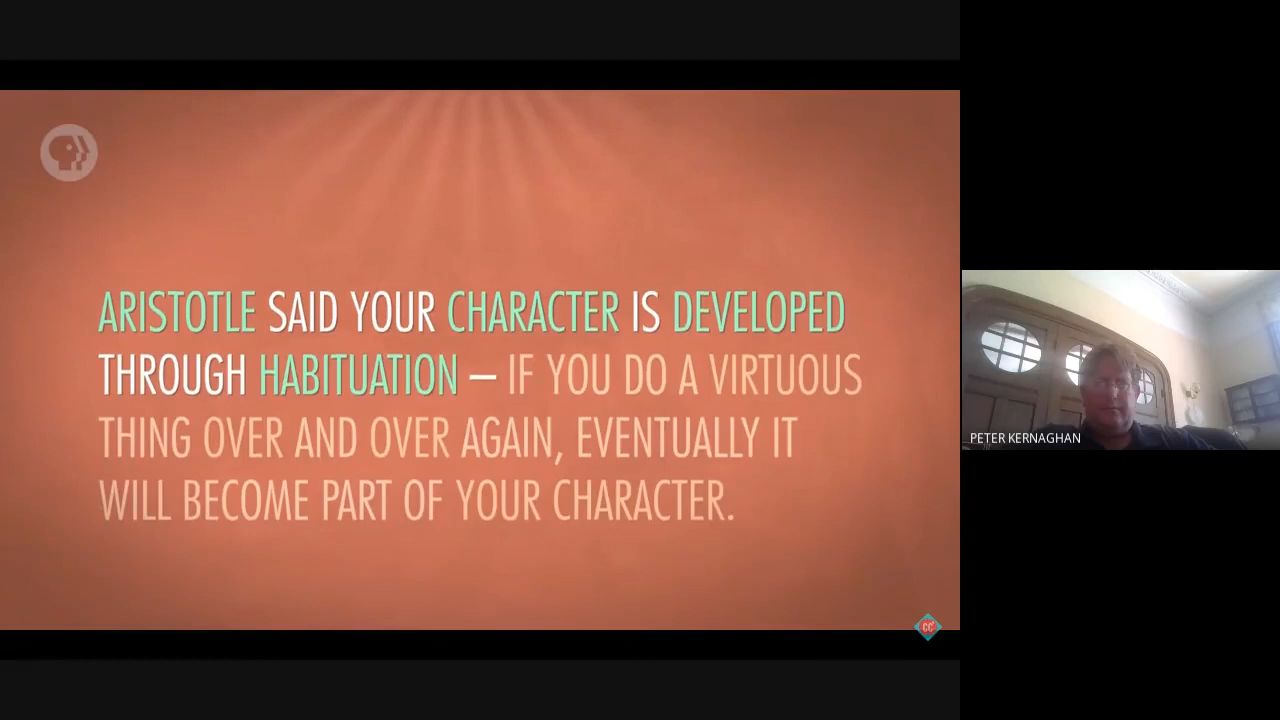 ARISTOTLE SAID YOUR CHARACTER IS DEVELOPED
THROUGH HABITUATION – IF YOU DO A VIRTUOUS
THING OVER AND OVER AGAIN, EVENTUALLY IT
WILL BECOME PART OF YOUR CHARACTER.
CC
PETER KERNAGHAN